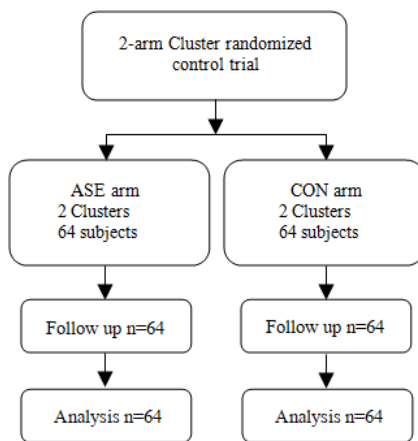 2-arm Cluster randomized
control trial
ASE arm
2 Clusters
64 subjects
CON arm
2 Clusters
64 subjects
Follow up n=64
Follow up n=64
Analysis n=64
Analysis n=64